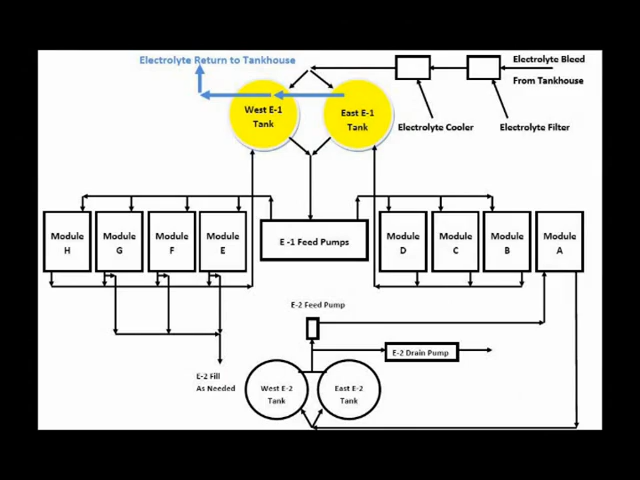 Electrolyte Return to Tankhouse
Electrolyte Bleed
From Tankhouse
West E-1
Tank
East E-1
Tank
Electrolyte Cooler
Electrolyte Filter
Module
H
Module
G
Module
F
Module
E
E -1 Feed Pumps
Module
D
Module
C
Module
B
Module
A
E-2 Feed Pump
E-2 Drain Pump
E-2 Fill
As Needed
West E-2
Tank
East E-2
Tank